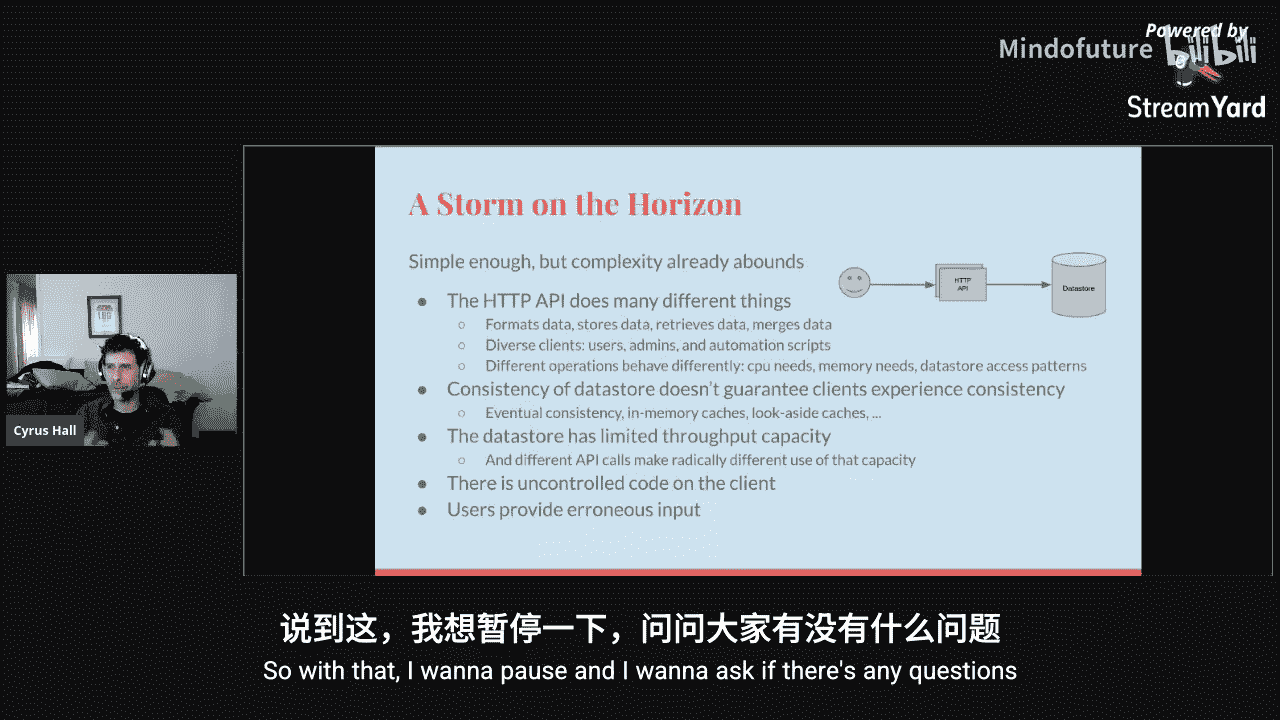 Powered by
Mindofuture bilibili
StreamYard
A Storm on the Horizon
Simple enough, but complexity already abounds
HTTP
API
Datastore
● The HTTP API does many different things
○ Formats data, stores data, retrieves data, merges data
○ Diverse clients: users, admins, and automation scripts
○ Different operations behave differently: cpu needs, memory needs, datastore access patterns
● Consistency of datastore doesn't guarantee clients experience consistency
○ Eventual consistency, in-memory caches, look-aside caches, ...
● The datastore has limited throughput capacity
○ And different API calls make radically different use of that capacity
● There is uncontrolled code on the client
● Users provide erroneous input
Cyrus Hall
说到这，我想暂停一下，问问大家有没有什么问题
So with that, I wanna pause and I wanna ask if there's any questions